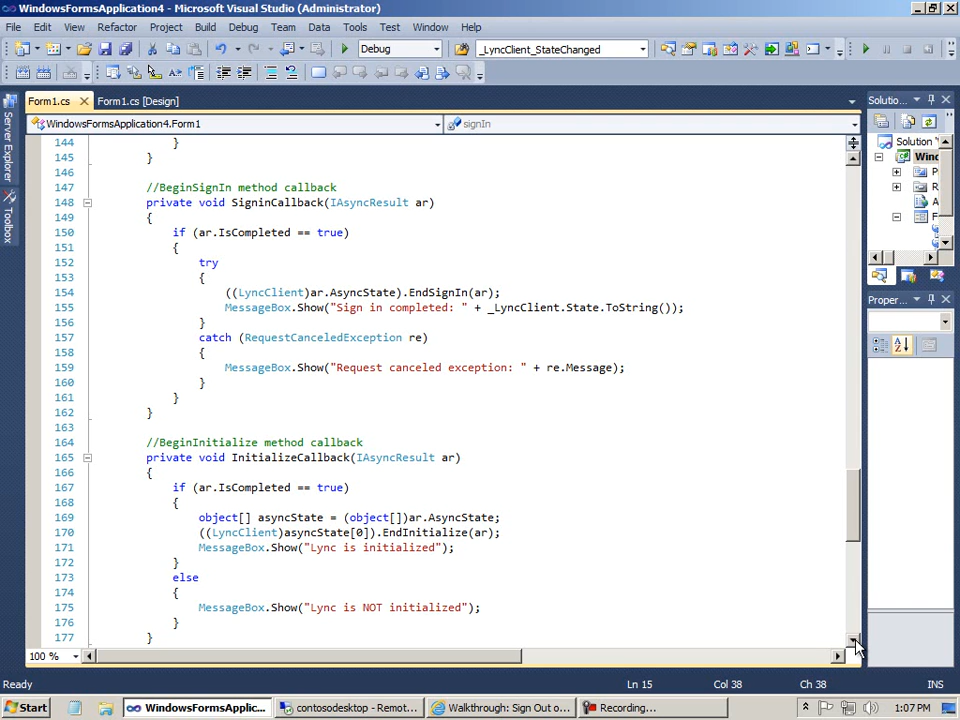 WindowsFormsApplication4 - Microsoft Visual Studio (Administrator)
File Edit View Refactor Project Build Debug Team Data Tools Test Window Help
Debug _LyncClient_StateChanged
Form1.cs Form1.cs [Design] Solutio...
WindowsFormsApplication4.Form1 signIn
Server Explorer
Toolbox
144 }
145 }
146
147 //BeginSignIn method callback
148 private void SigninCallback(IAsyncResult ar)
149 {
150 if (ar.IsCompleted == true)
151 {
152 try
153 {
154 ((LyncClient)ar.AsyncState).EndSignIn(ar);
155 MessageBox.Show("Sign in completed: " + _LyncClient.State.ToString());
156 }
157 catch (RequestCanceledException re)
158 {
159 MessageBox.Show("Request canceled exception: " + re.Message);
160 }
161 }
162 }
163
164 //BeginInitialize method callback
165 private void InitializeCallback(IAsyncResult ar)
166 {
167 if (ar.IsCompleted == true)
168 {
169 object[] asyncState = (object[])ar.AsyncState;
170 ((LyncClient)asyncState[0]).EndInitialize(ar);
171 MessageBox.Show("Lync is initialized");
172 }
173 else
174 {
175 MessageBox.Show("Lync is NOT initialized");
176 }
177 }
Solution "
Wind
P
R
A
F
Proper...
100 %
Ready Ln 15 Col 38 Ch 38 INS
Start WindowsFormsApplic... contosodesktop - Remot... Walkthrough: Sign Out o... Recording... 1:07 PM